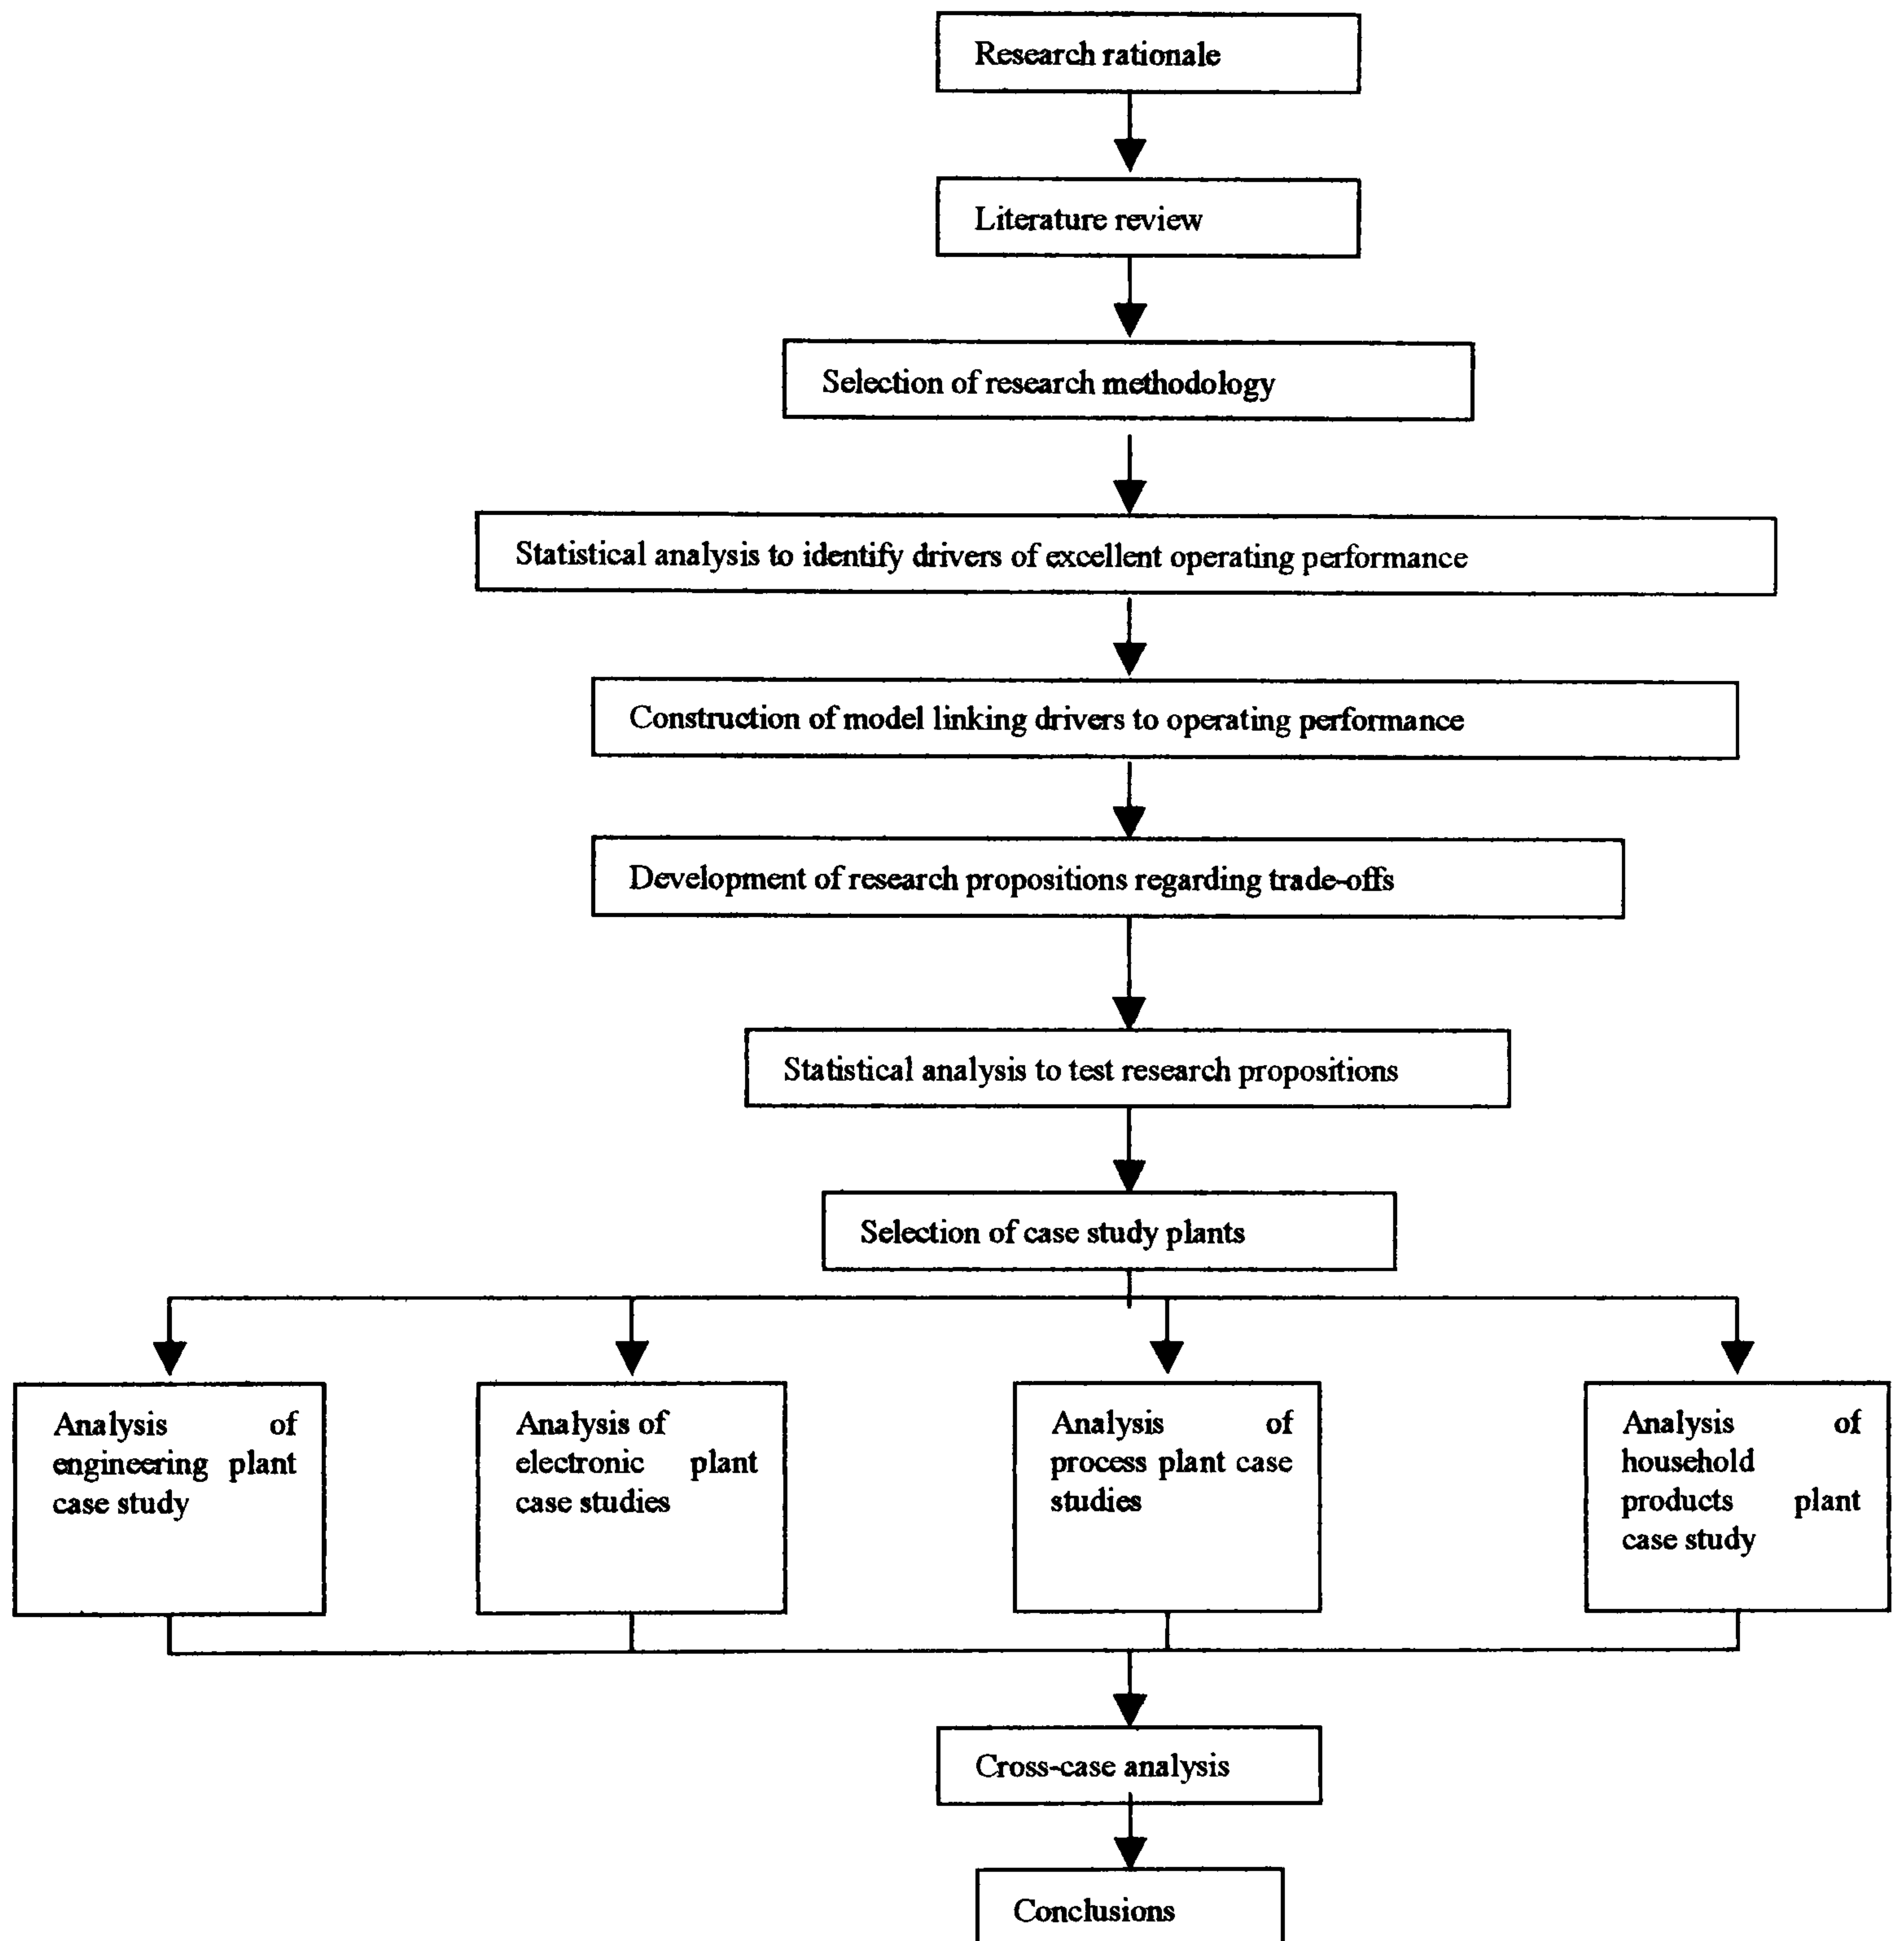 Research rationale
Literature review
Selection of research methodology
Statistical analysis to identify drivers of excellent operating performance
Construction of model linking drivers to operating performance
Development of research propositions regarding trade-offs
Statistical analysis to test research propositions
Selection of case study plants
Analysis of
engineering plant
case study
Analysis of
electronic plant
case studies
Analysis of
process plant case
studies
Analysis of
household
products plant
case study
Cross-case analysis
Conclusions